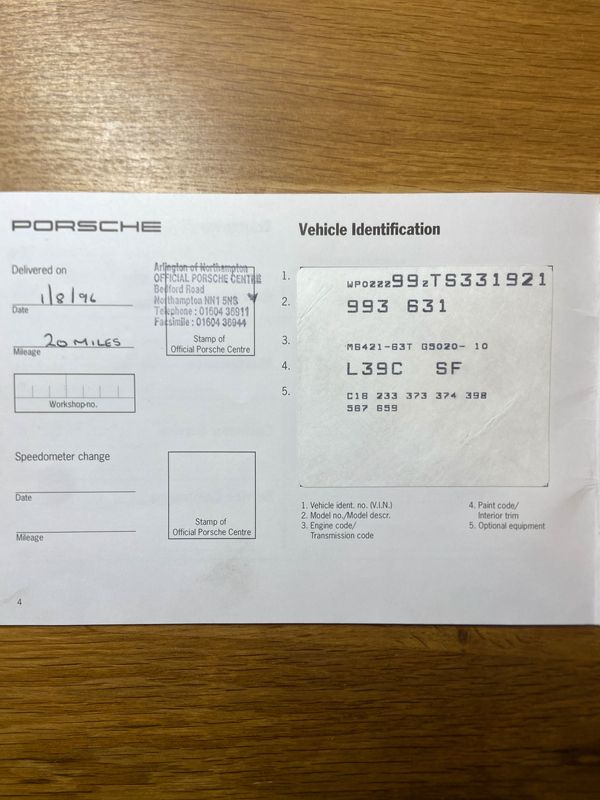 PORSCHE
Delivered on
1/8/96
Date
20 MILES
Mileage
Workshop no.
Arlington of Northampton
OFFICIAL PORSCHE CENTRE
Bedford Road
Northampton NN1 5NS
Telephone : 01604 36911
Facsimile : 01604 36944
Stamp of
Official Porsche Centre
Speedometer change
Date
Mileage
Stamp of
Official Porsche Centre
4
Vehicle Identification
1. WP0ZZZ99ZTS331921
2. 993 631
3. M6421-63T G5020- 10
4. L39C SF
5. C16 233 373 374 398
567 659
1. Vehicle ident. no. (V.I.N.)
2. Model no./Model descr.
3. Engine code/
Transmission code
4. Paint code/
Interior trim
5. Optional equipment